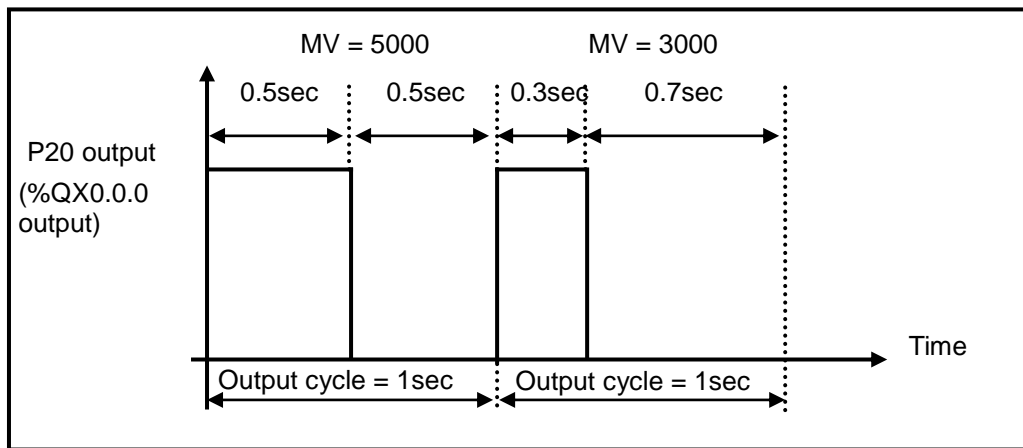 MV = 5000
MV = 3000
0.5sec
0.5sec
0.3sec
0.7sec
P20 output
(%QX0.0.0
output)
Time
Output cycle = 1sec
Output cycle = 1sec